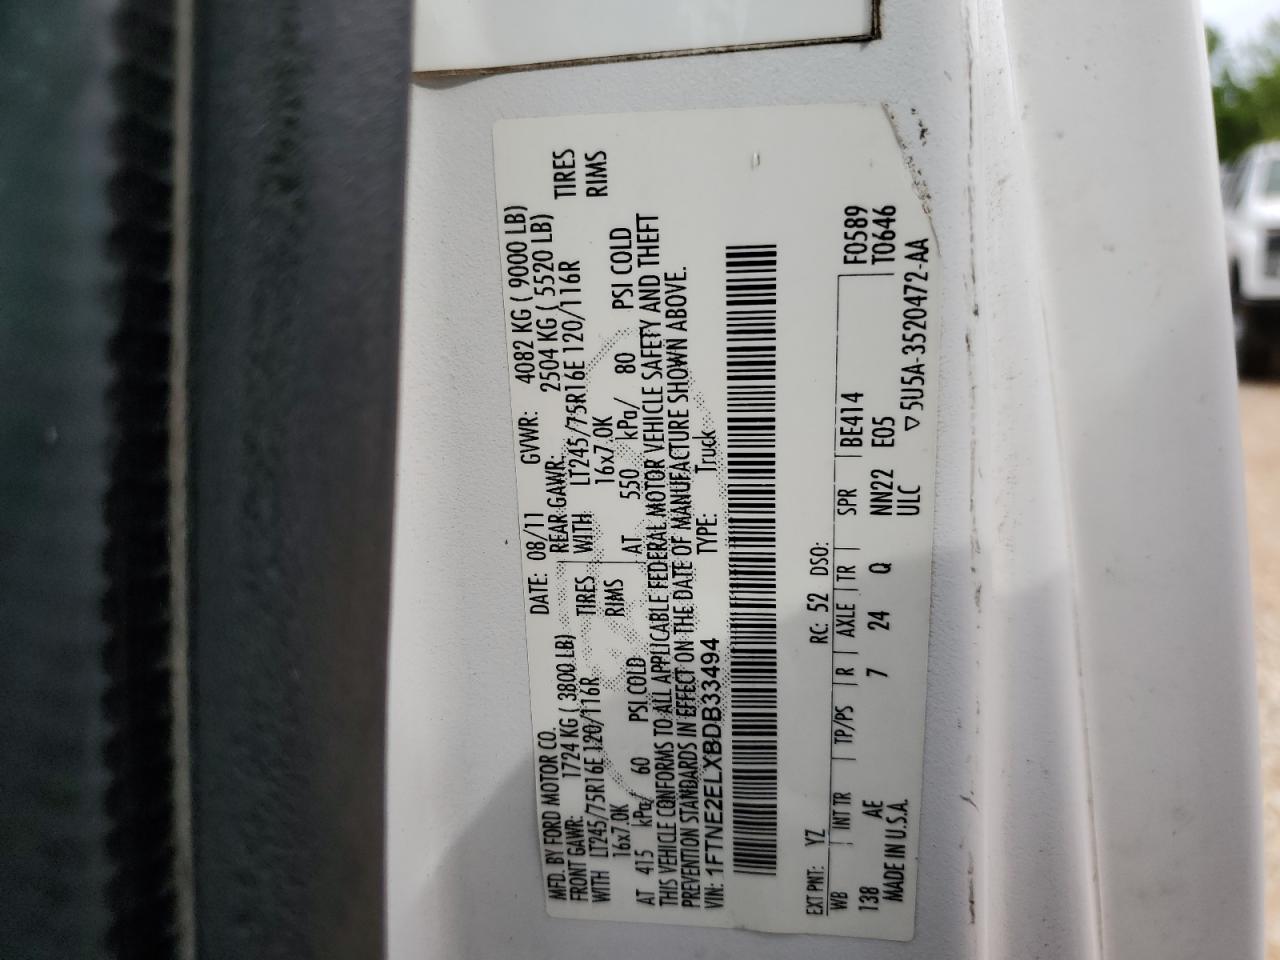 MFD. BY FORD MOTOR CO. DATE: 08/11 GVWR: 4082 KG ( 9000 LB)
FRONT GAWR: 1724 KG ( 3800 LB) REAR GAWR: 2504 KG ( 5520 LB)
WITH LT245/75R16E 120/116R TIRES WITH LT245/75R16E 120/116R TIRES
16x7.0K RIMS 16x7.0K RIMS
AT 415 kPa/ 60 PSI COLD AT 550 kPa/ 80 PSI COLD
THIS VEHICLE CONFORMS TO ALL APPLICABLE FEDERAL MOTOR VEHICLE SAFETY AND THEFT
PREVENTION STANDARDS IN EFFECT ON THE DATE OF MANUFACTURE SHOWN ABOVE.
VIN: 1FTNE2ELXBDB33494 TYPE: Truck
EXT PNT: YZ RC: 52 DSO: F0589
WB | INT TR | TP/PS | R | AXLE | TR | SPR | BE414 T0646
138 AE 7 24 Q NN22 E05
MADE IN U.S.A. ULC ▽5U5A-3520472-AA